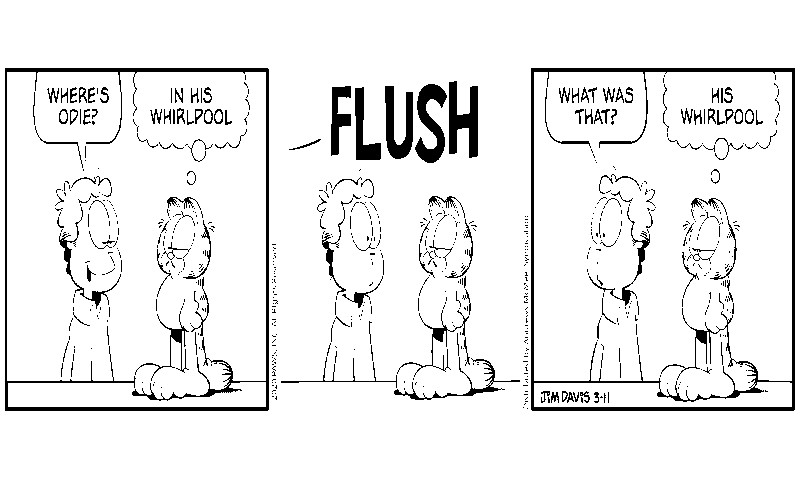 WHERE'S
ODIE?
IN HIS
WHIRLPOOL
FLUSH
WHAT WAS
THAT?
HIS
WHIRLPOOL
JIM DAVIS 3-11